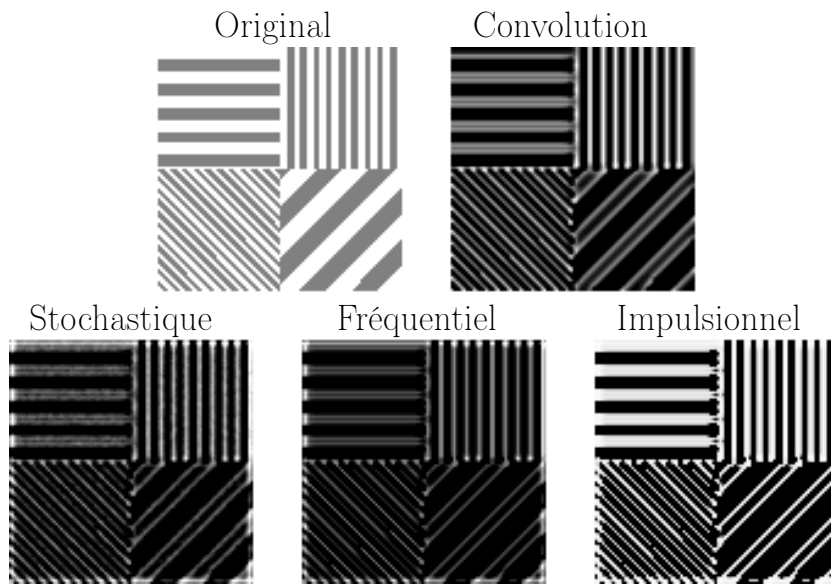 Original
Convolution
Stochastique
Fréquentiel
Impulsionnel